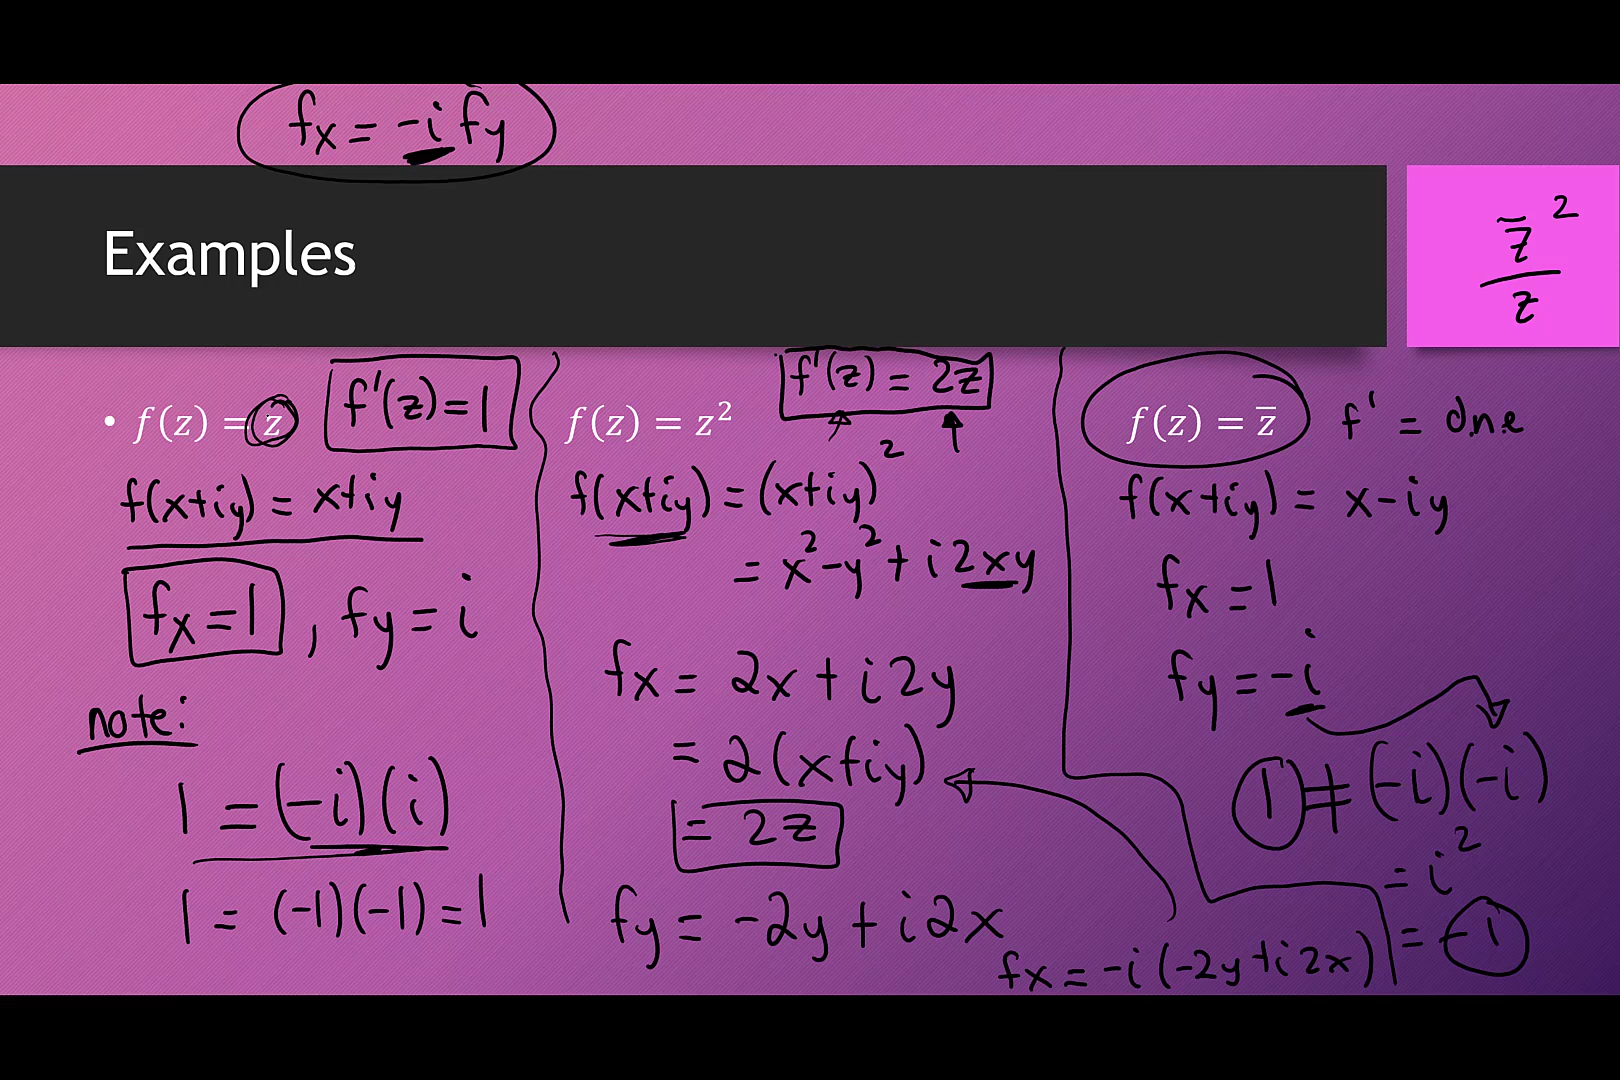 fx = -i fy
Examples
z̄²/z
• f(z) = z
f'(z) = 1
f(x+iy) = x+iy
fx = 1 , fy = i
note:
1 = (-i)(i)
1 = (-1)(-1) = 1
f(z) = z²
f'(z) = 2z
f(x+iy) = (x+iy)²
= x²-y² + i2xy
fx = 2x + i2y
= 2(x+iy)
= 2z
fy = -2y + i2x
fx = -i(-2y+i2x)
f(z) = z̄
f' = d.n.e
f(x+iy) = x-iy
fx = 1
fy = -i
1 ≠ (-i)(-i)
= i²
= -1